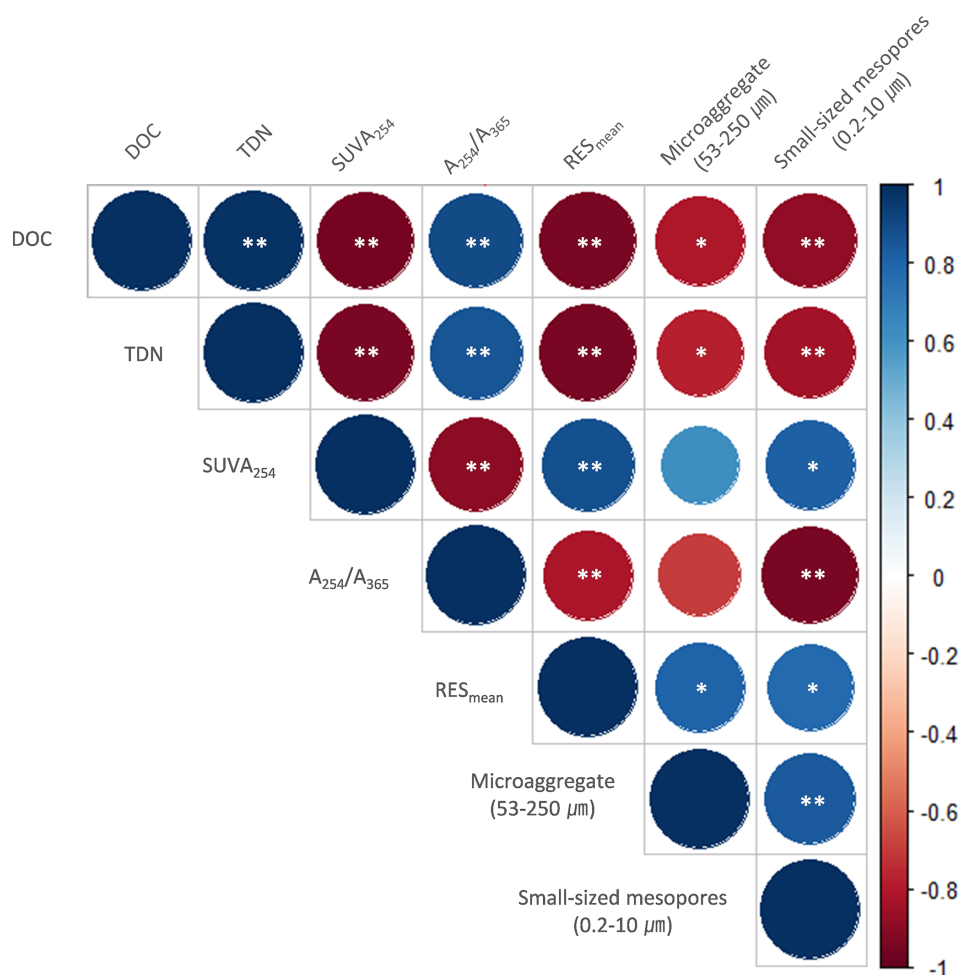 DOC
TDN
SUVA254
A254/A365
RESmean
Microaggregate
(53-250 ㎛)
Small-sized mesopores
(0.2-10 ㎛)
1
0.8
0.6
0.4
0.2
0
-0.2
-0.4
-0.6
-0.8
-1
DOC
** ** ** ** * **
TDN
** ** ** * **
SUVA254
** ** *
A254/A365
** **
RESmean
* *
Microaggregate
(53-250 ㎛)
**
Small-sized mesopores
(0.2-10 ㎛)